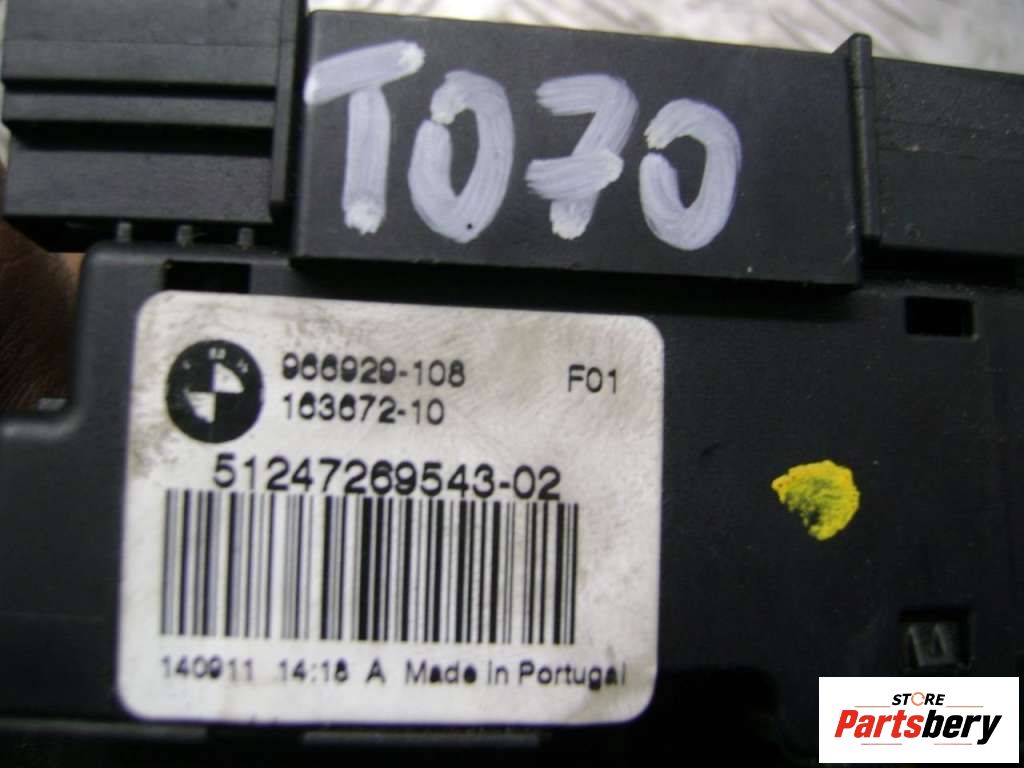 T070
966929-108 F01
163672-10
51247269543-02
140911 14:18 A Made in Portugal
STORE
Partsbery